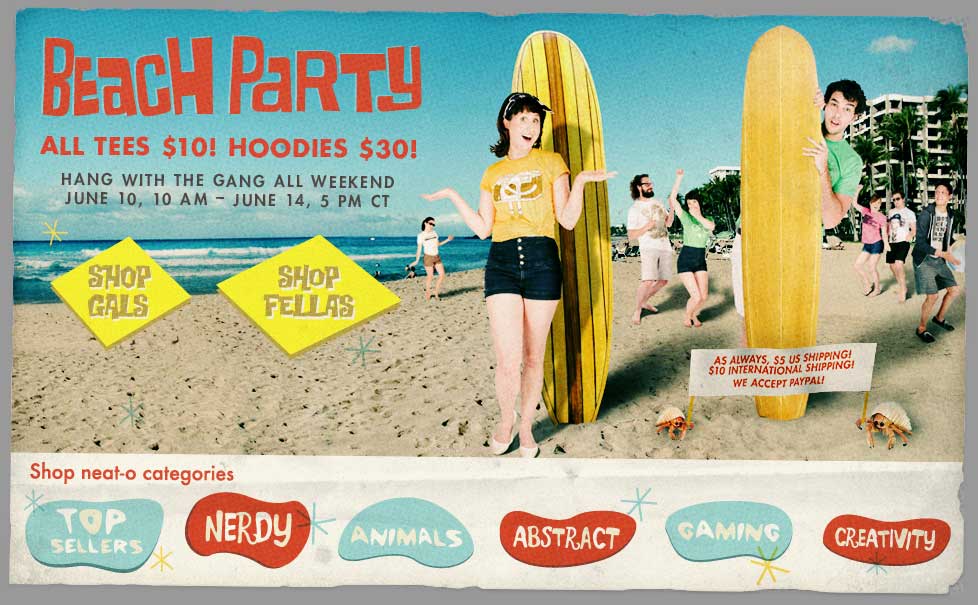 BEACH PARTY
ALL TEES $10! HOODIES $30!
HANG WITH THE GANG ALL WEEKEND
JUNE 10, 10 AM – JUNE 14, 5 PM CT
SHOP
GALS
SHOP
FELLAS
AS ALWAYS, $5 US SHIPPING!
$10 INTERNATIONAL SHIPPING!
WE ACCEPT PAYPAL!
Shop neat-o categories
TOP
SELLERS
NERDY
ANIMALS
ABSTRACT
GAMING
CREATIVITY